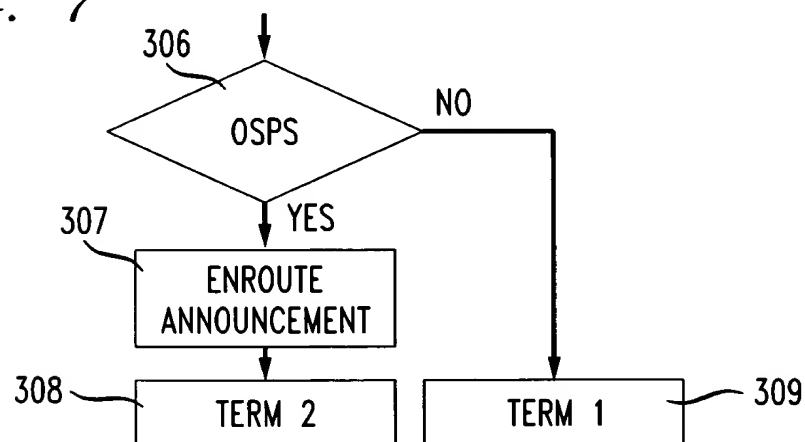 306
OSPS
NO
YES
307
ENROUTE
ANNOUNCEMENT
308
TERM 2
TERM 1
309